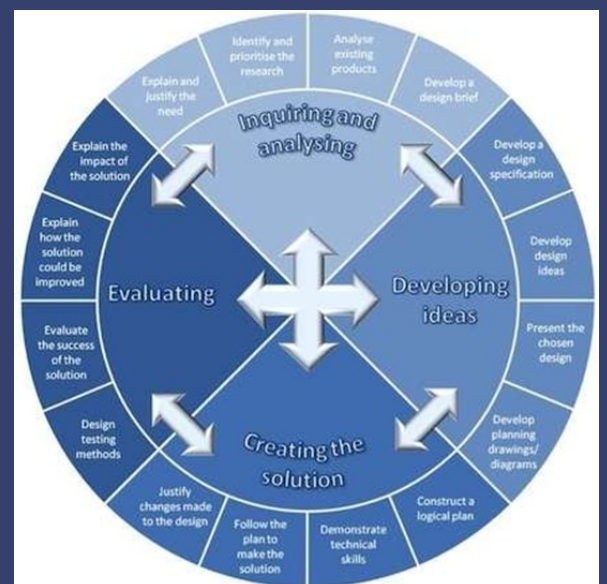 Explain and
justify the
need
Identify and
prioritise the
research
Analyse
existing
products
Develop a
design brief
Inquiring and
analysing
Develop a
design
specification
Develop
design
ideas
Present the
chosen
design
Develop
planning
drawings/
diagrams
Developing
ideas
Construct a
logical plan
Demonstrate
technical
skills
Follow the
plan to
make the
solution
Justify
changes made
to the design
Creating the
solution
Design
testing
methods
Evaluate
the success
of the
solution
Explain
how the
solution
could be
improved
Explain the
impact of
the solution
Evaluating